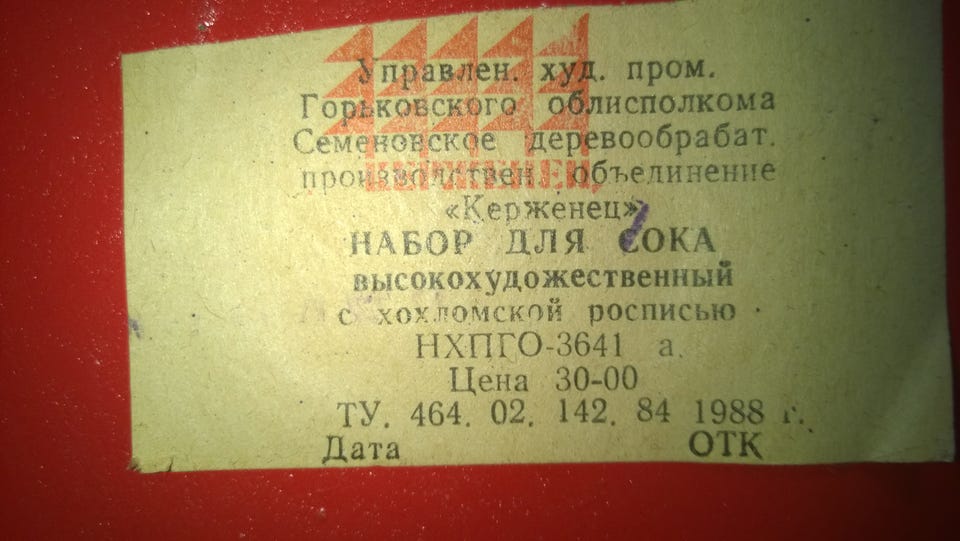 Управлен. худ. пром.
Горьковского облисполкома
Семеновское деревообрабат.
производствен объелинение
«Керженец»
НАБОР ДЛЯ СОКА
высокохудожественный
с хохломской росписью
НХПГО-3641 а.
Цена 30-00
ТУ. 464. 02. 142. 84 1988 г.
Дата ОТК